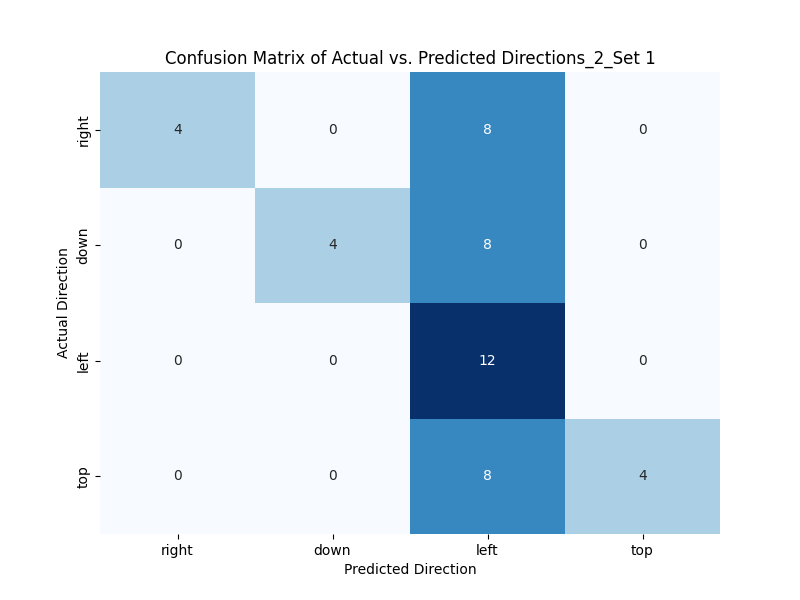 Confusion Matrix of Actual vs. Predicted Directions_2_Set 1
Actual Direction
right
4 0 8 0
down
0 4 8 0
left
0 0 12 0
top
0 0 8 4
right down left top
Predicted Direction